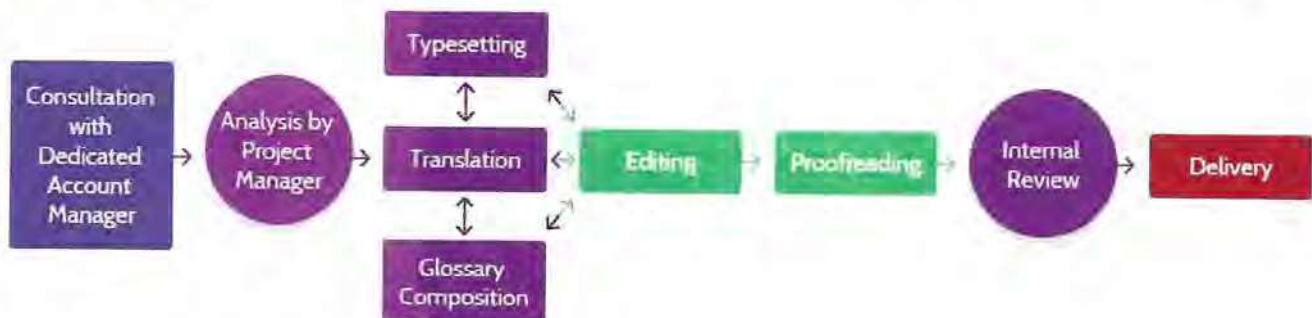 Consultation
with
Dedicated
Account
Manager
Analysis by
Project
Manager
Typesetting
Translation
Glossary
Composition
Editing
Proofreading
Internal
Review
Delivery